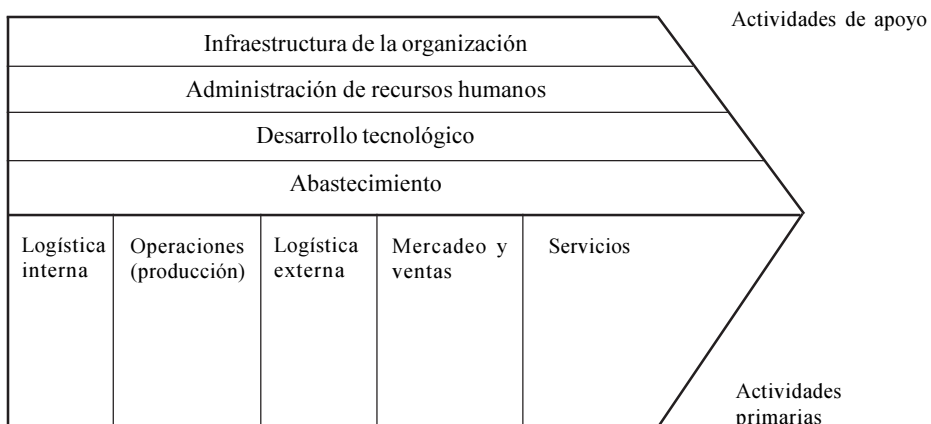 Actividades de apoyo
Infraestructura de la organización
Administración de recursos humanos
Desarrollo tecnológico
Abastecimiento
Logística
interna
Operaciones
(producción)
Logística
externa
Mercadeo y
ventas
Servicios
Actividades
primarias